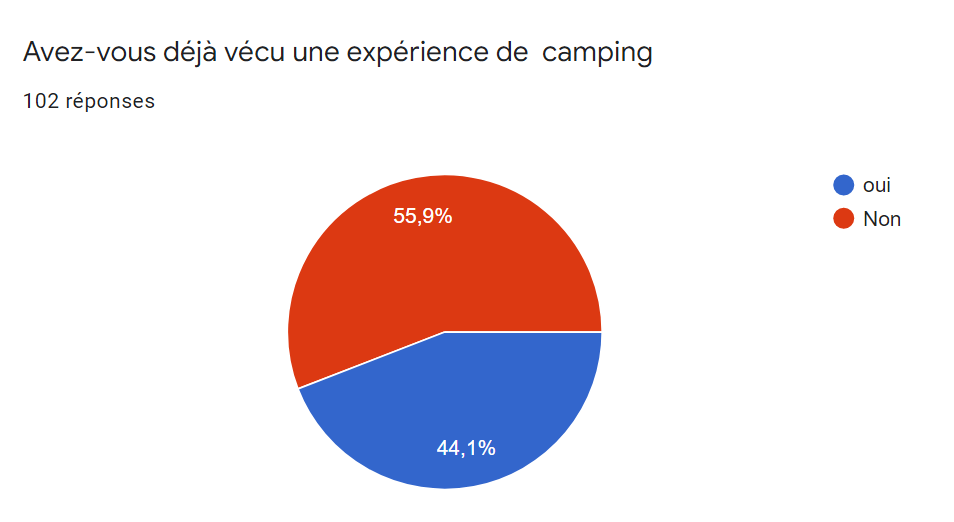 Avez-vous déjà vécu une expérience de  camping
102 réponses
oui
Non
55,9%
44,1%